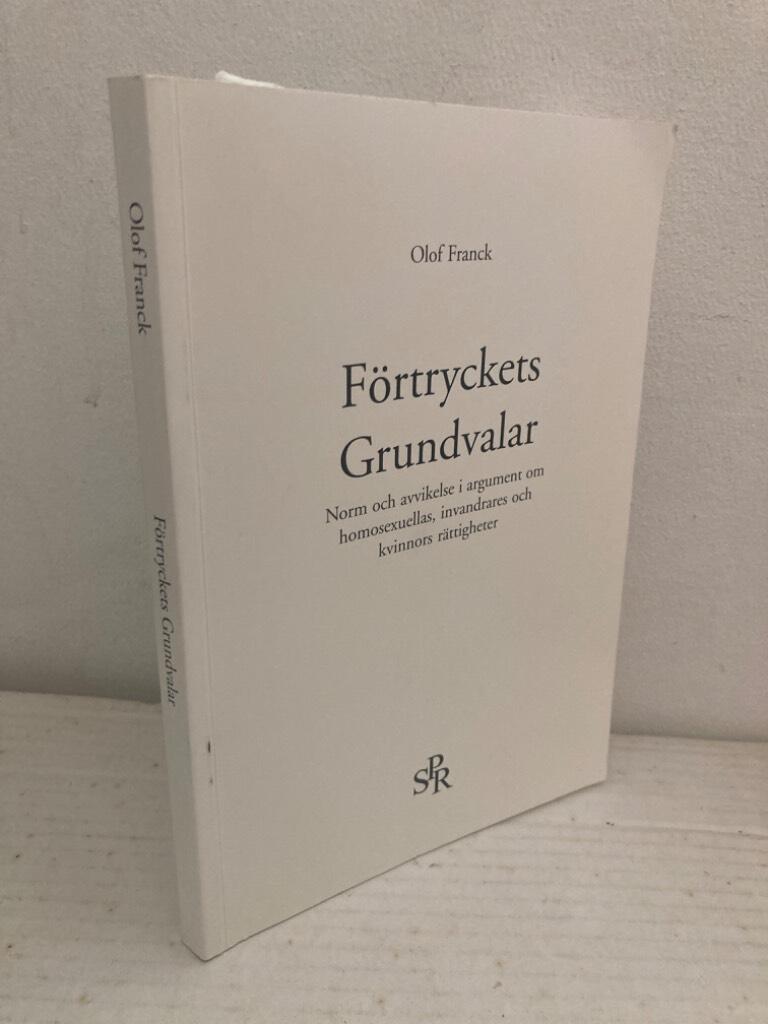 Olof Franck
Förtryckets Grundvalar
Olof Franck
Förtryckets
Grundvalar
Norm och avvikelse i argument om
homosexuellas, invandrares och
kvinnors rättigheter
SPR